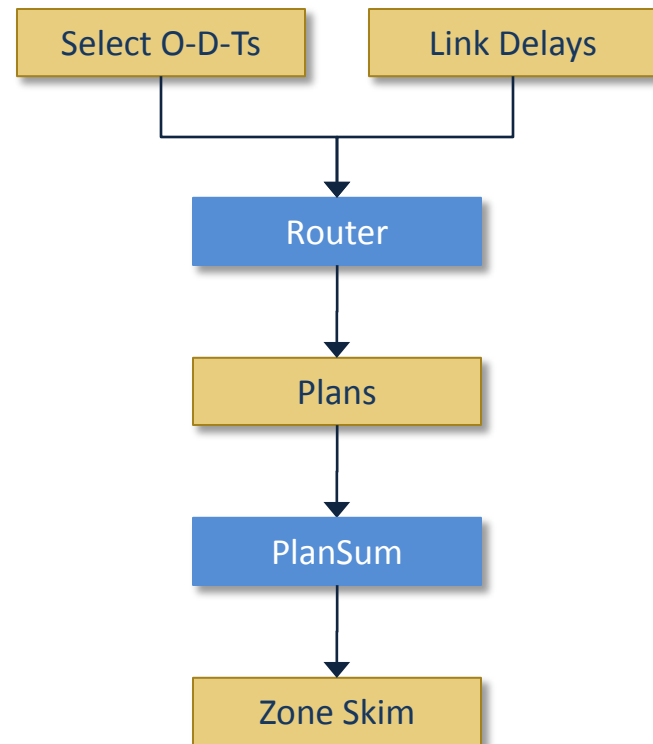 Select O-D-Ts
Link Delays
Router
Plans
PlanSum
Zone Skim